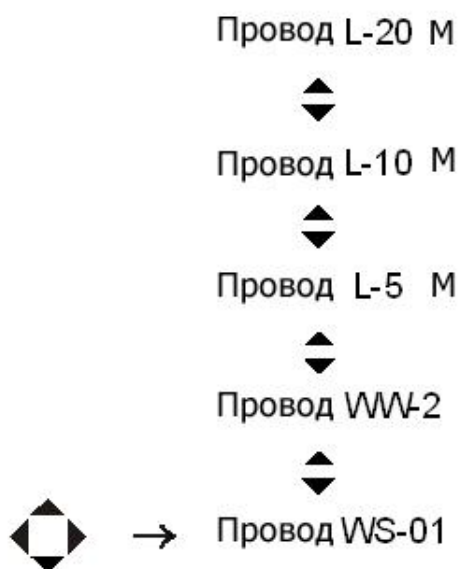 Провод L-20 М
Провод L-10 М
Провод L-5 М
Провод WW-2
Провод WS-01